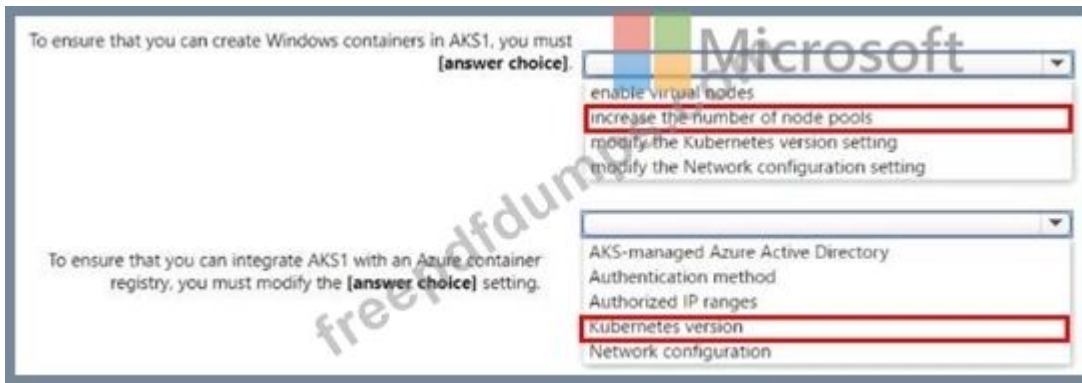 To ensure that you can create Windows containers in AKS1, you must
[answer choice].
Microsoft
enable virtual nodes
increase the number of node pools
modify the Kubernetes version setting
modify the Network configuration setting
To ensure that you can integrate AKS1 with an Azure container
registry, you must modify the [answer choice] setting.
AKS-managed Azure Active Directory
Authentication method
Authorized IP ranges
Kubernetes version
Network configuration
freepdfdumps.com